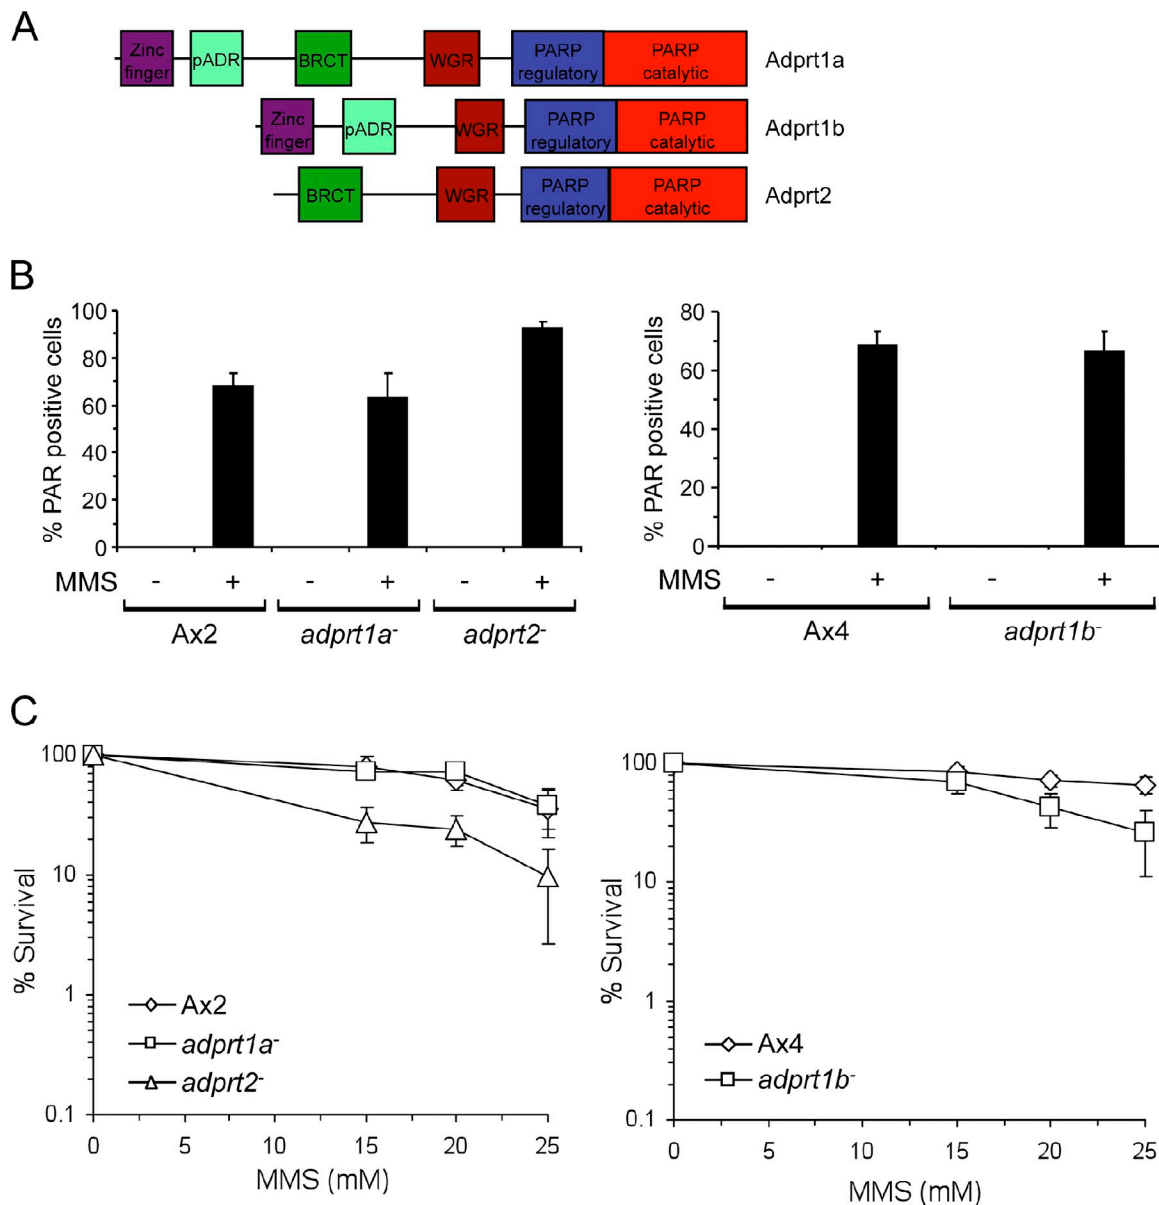 A
Zinc
finger
pADR
BRCT
WGR
PARP
regulatory
PARP
catalytic
Adprt1a
Zinc
finger
pADR
WGR
PARP
regulatory
PARP
catalytic
Adprt1b
BRCT
WGR
PARP
regulatory
PARP
catalytic
Adprt2
B
% PAR positive cells
100
80
60
40
20
0
MMS - + - + - +
Ax2 adprt1a- adprt2-
% PAR positive cells
80
60
40
20
0
- + - +
Ax4 adprt1b-
C
% Survival
100
10
1
0.1
Ax2
adprt1a-
adprt2-
0 5 10 15 20 25
MMS (mM)
% Survival
100
10
1
0.1
Ax4
adprt1b-
0 5 10 15 20 25
MMS (mM)